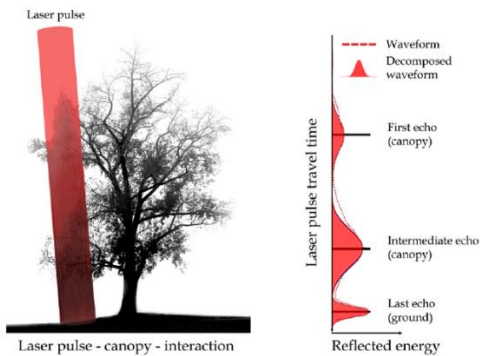 Laser pulse
Laser pulse - canopy - interaction
Laser pulse travel time
Waveform
Decomposed
waveform
First echo
(canopy)
Intermediate echo
(canopy)
Last echo
(ground)
Reflected energy